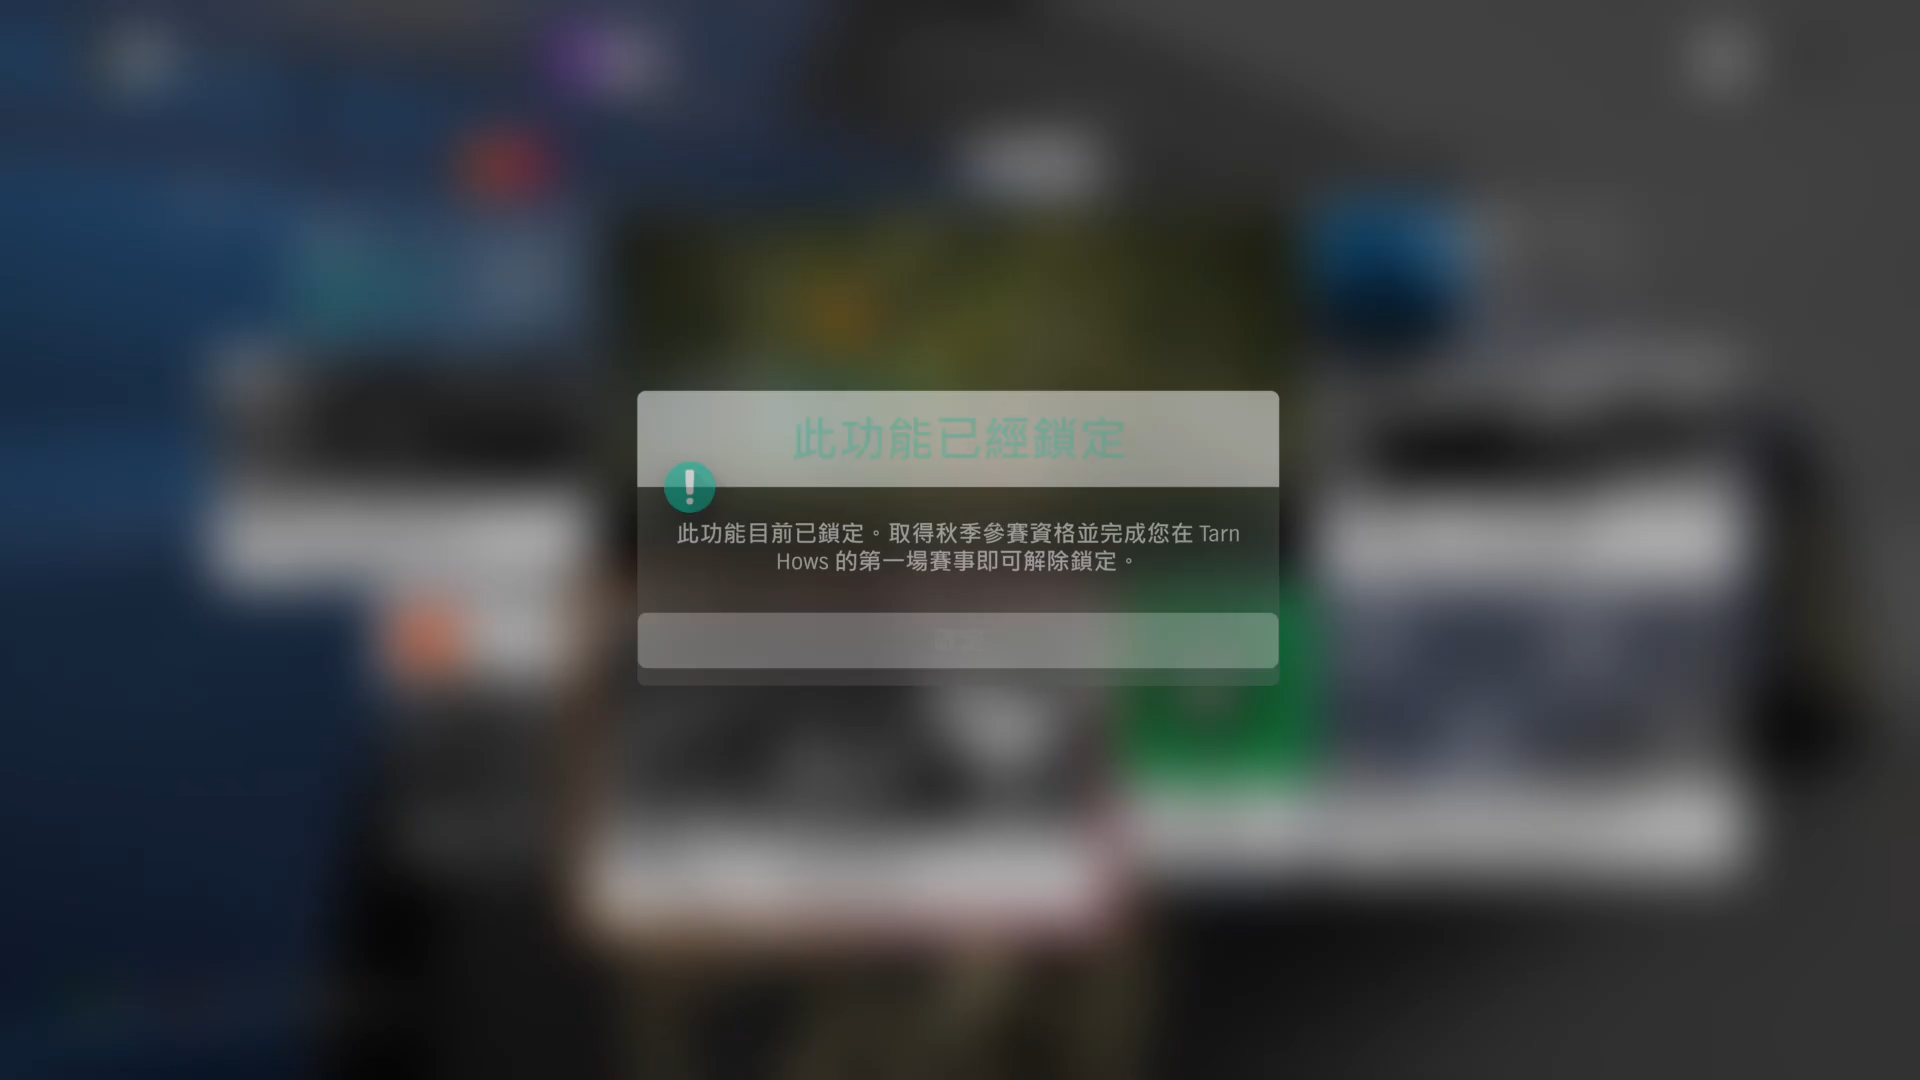 此功能已經鎖定
此功能目前已鎖定。取得秋季參賽資格並完成您在 Tarn
Hows 的第一場賽事即可解除鎖定。